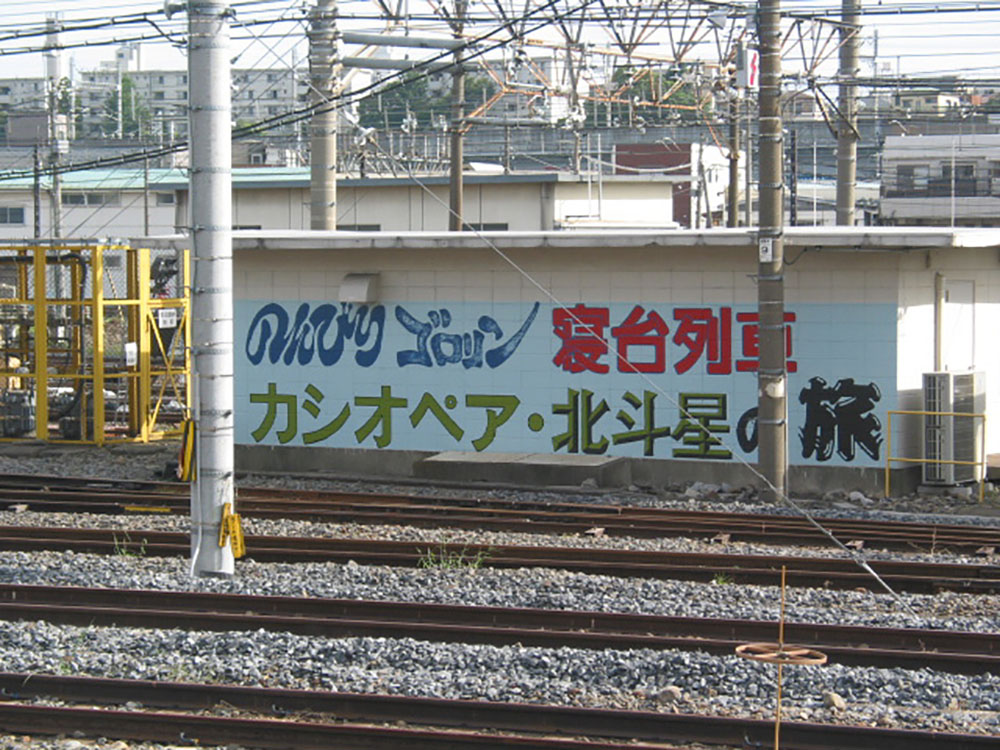 のんびり ゴロリン 寝台列車
カシオペア・北斗星の旅